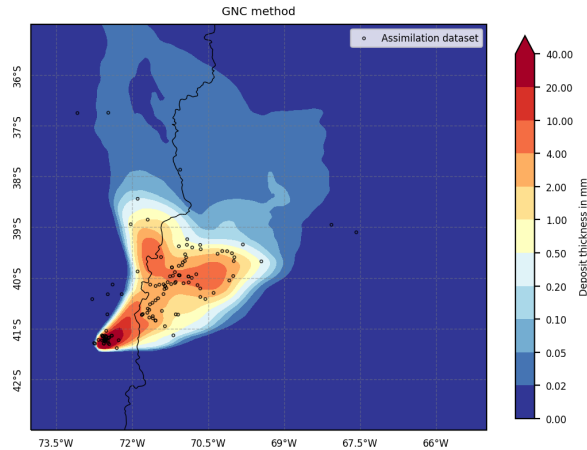 GNC method
Assimilation dataset
36°S
37°S
38°S
39°S
40°S
41°S
42°S
73.5°W
72°W
70.5°W
69°W
67.5°W
66°W
40.00
20.00
10.00
4.00
2.00
1.00
0.50
0.20
0.10
0.05
0.02
0.00
Deposit thickness in mm